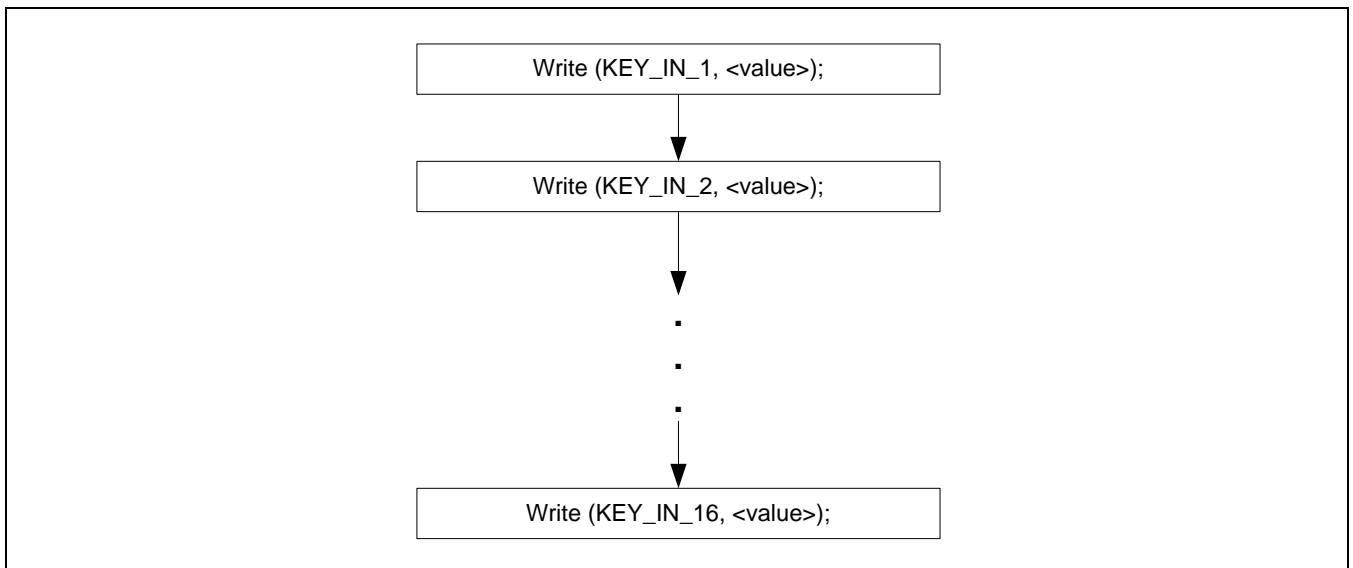 Write (KEY_IN_1, <value>);
Write (KEY_IN_2, <value>);
.
.
.
Write (KEY_IN_16, <value>);